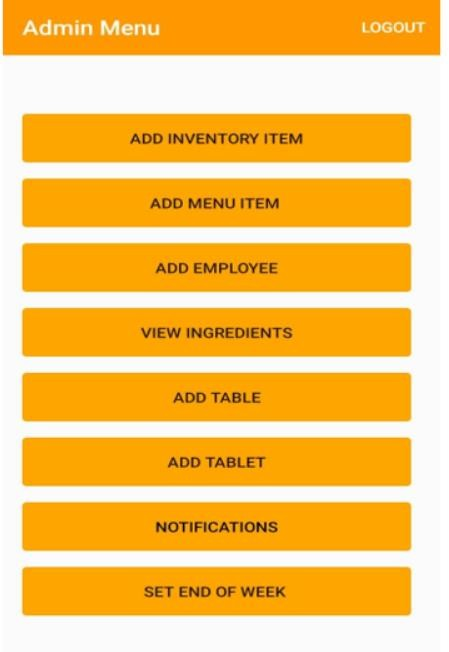 Admin Menu LOGOUT
ADD INVENTORY ITEM
ADD MENU ITEM
ADD EMPLOYEE
VIEW INGREDIENTS
ADD TABLE
ADD TABLET
NOTIFICATIONS
SET END OF WEEK